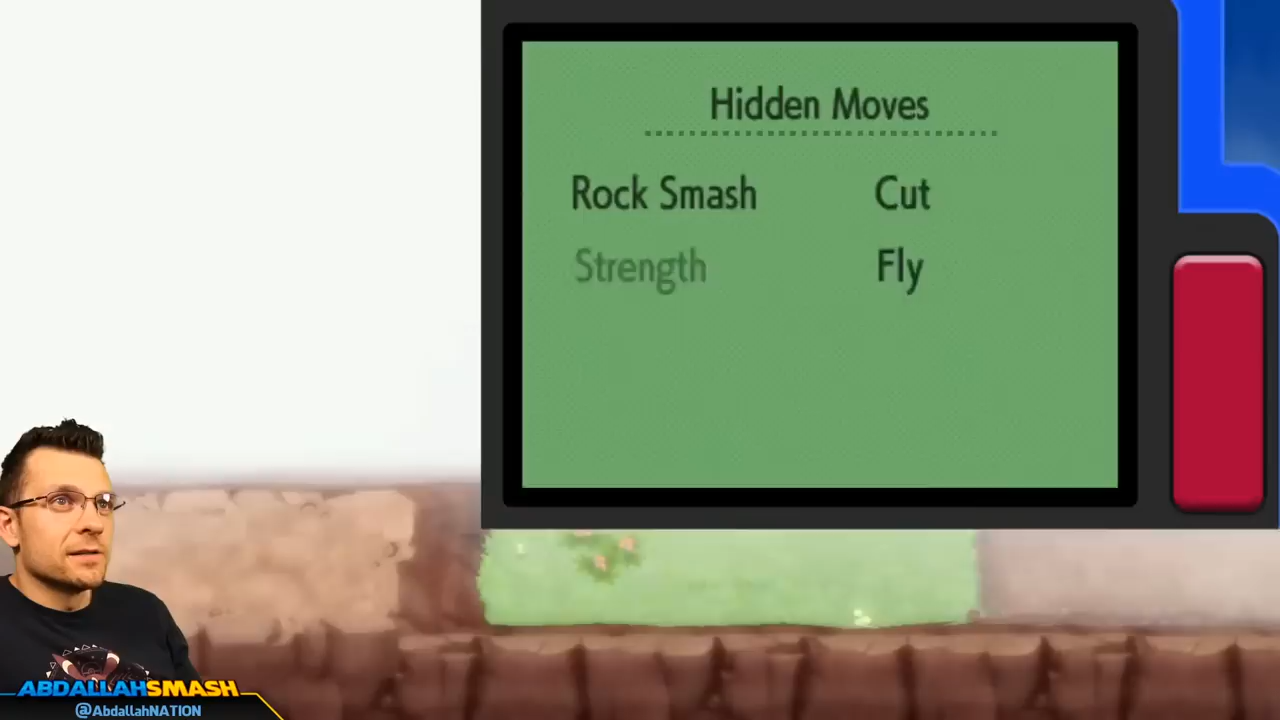 Hidden Moves
Rock Smash Cut
Strength Fly
ABDALLAHSMASH
@AbdallahNATION